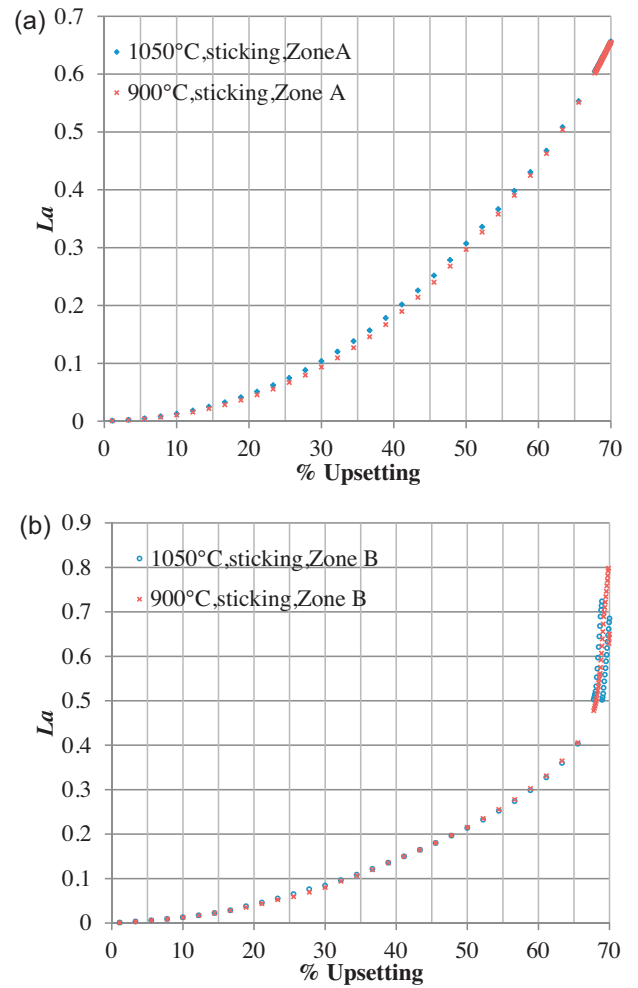 (a)
0.7
0.6
0.5
0.4
0.3
0.2
0.1
0
La
1050°C,sticking,ZoneA
900°C,sticking,Zone A
0 10 20 30 40 50 60 70
% Upsetting
(b)
0.9
0.8
0.7
0.6
0.5
0.4
0.3
0.2
0.1
0
La
1050°C,sticking,Zone B
900°C,sticking,Zone B
0 10 20 30 40 50 60 70
% Upsetting